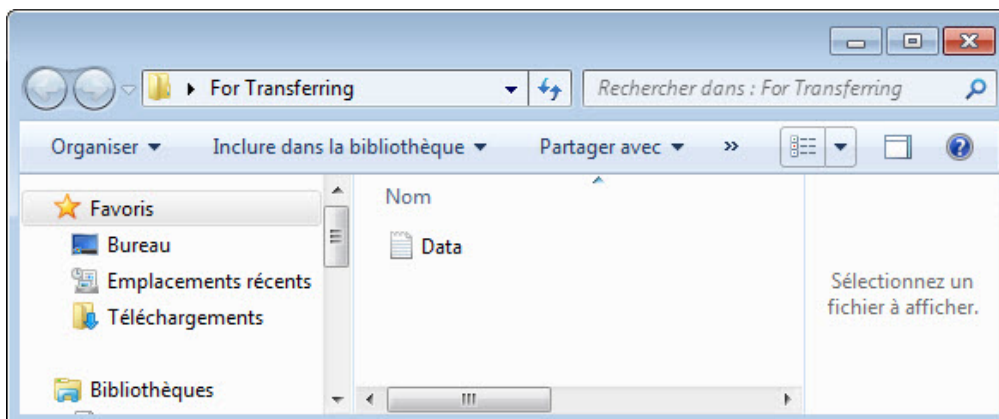 For Transferring
Rechercher dans : For Transferring
Organiser
Inclure dans la bibliothèque
Partager avec
»
Favoris
Bureau
Emplacements récents
Téléchargements
Bibliothèques
Nom
Data
Sélectionnez un
fichier à afficher.